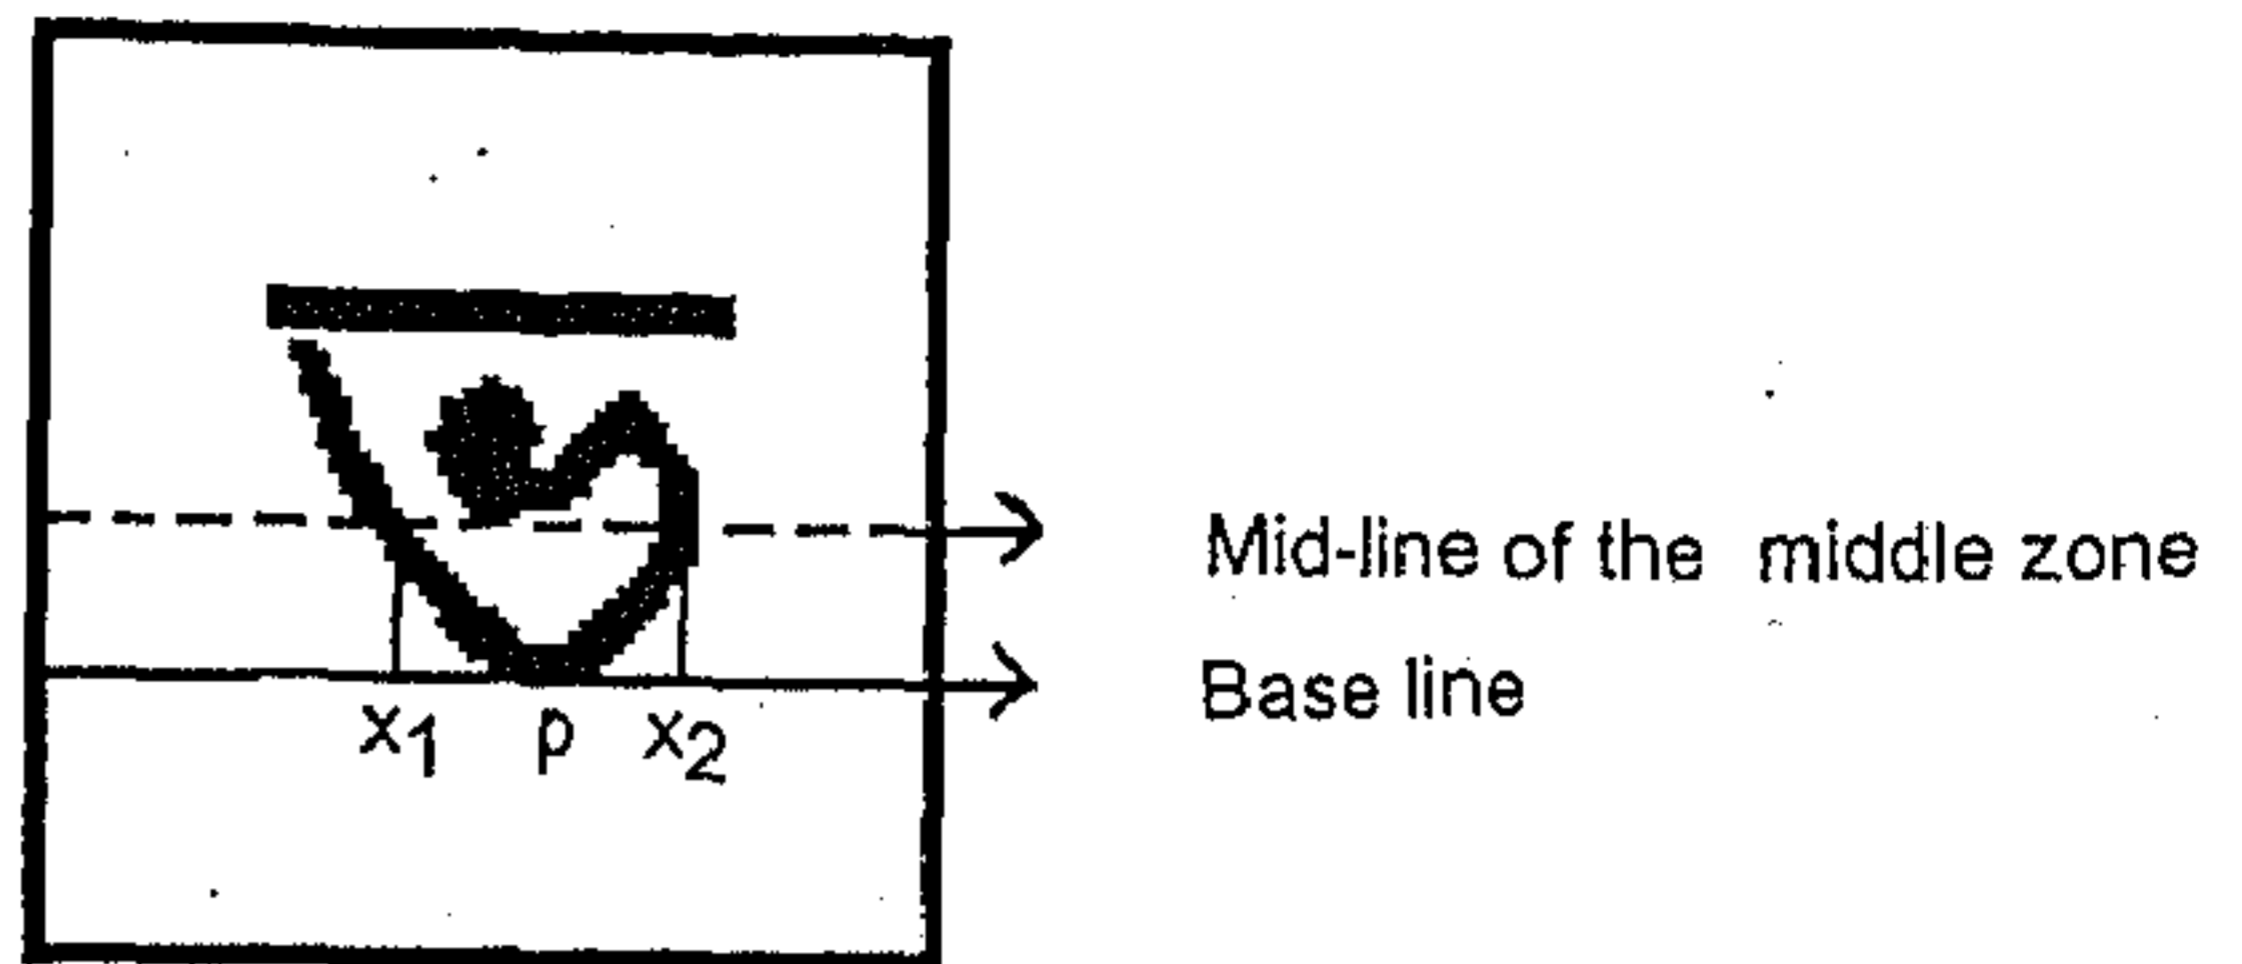 ত
Mid-line of the middle zone
Base line
x1 p x2